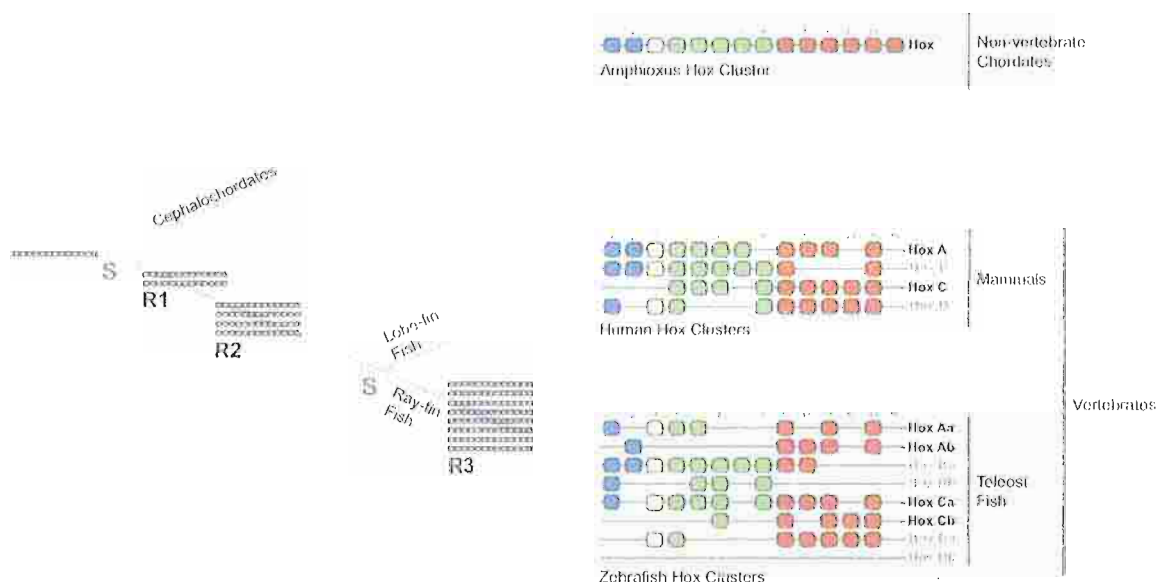 Hox
Amphioxus Hox Cluster
Non-vertebrate
Chordates
Cephalochordates
S
R1
R2
Lobe-fin
Fish
S
Ray-fin
Fish
R3
Hox A
Hox C
Human Hox Clusters
Mammals
Hox Aa
Hox Ab
Hox Ca
Hox Cb
Zebrafish Hox Clusters
Teleost
Fish
Vertebrates